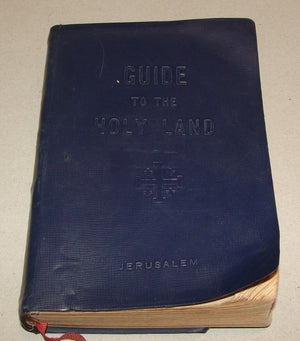 GUIDE
TO THE
HOLY LAND
JERUSALEM